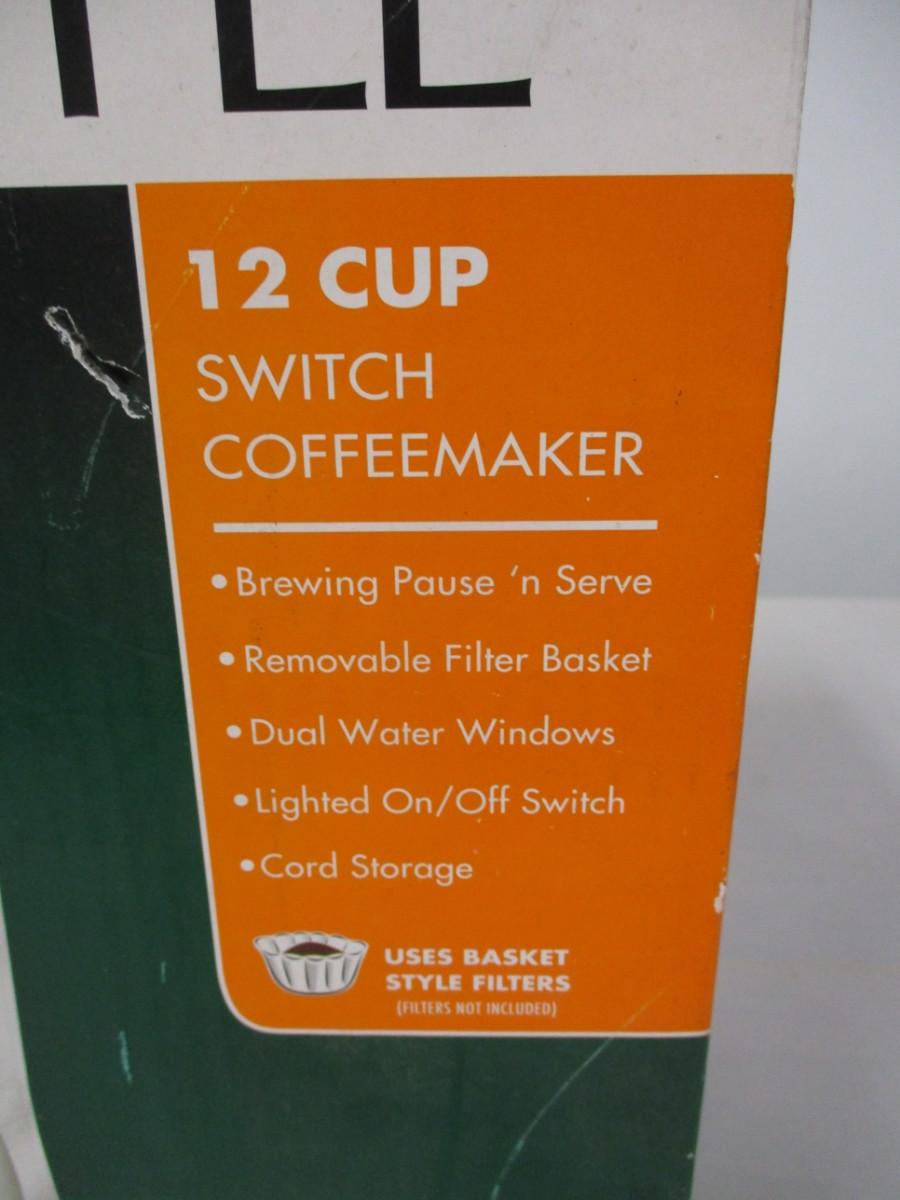 12 CUP
SWITCH
COFFEEMAKER
•Brewing Pause ‘n Serve
•Removable Filter Basket
•Dual Water Windows
•Lighted On/Off Switch
•Cord Storage
USES BASKET
STYLE FILTERS
(FILTERS NOT INCLUDED)